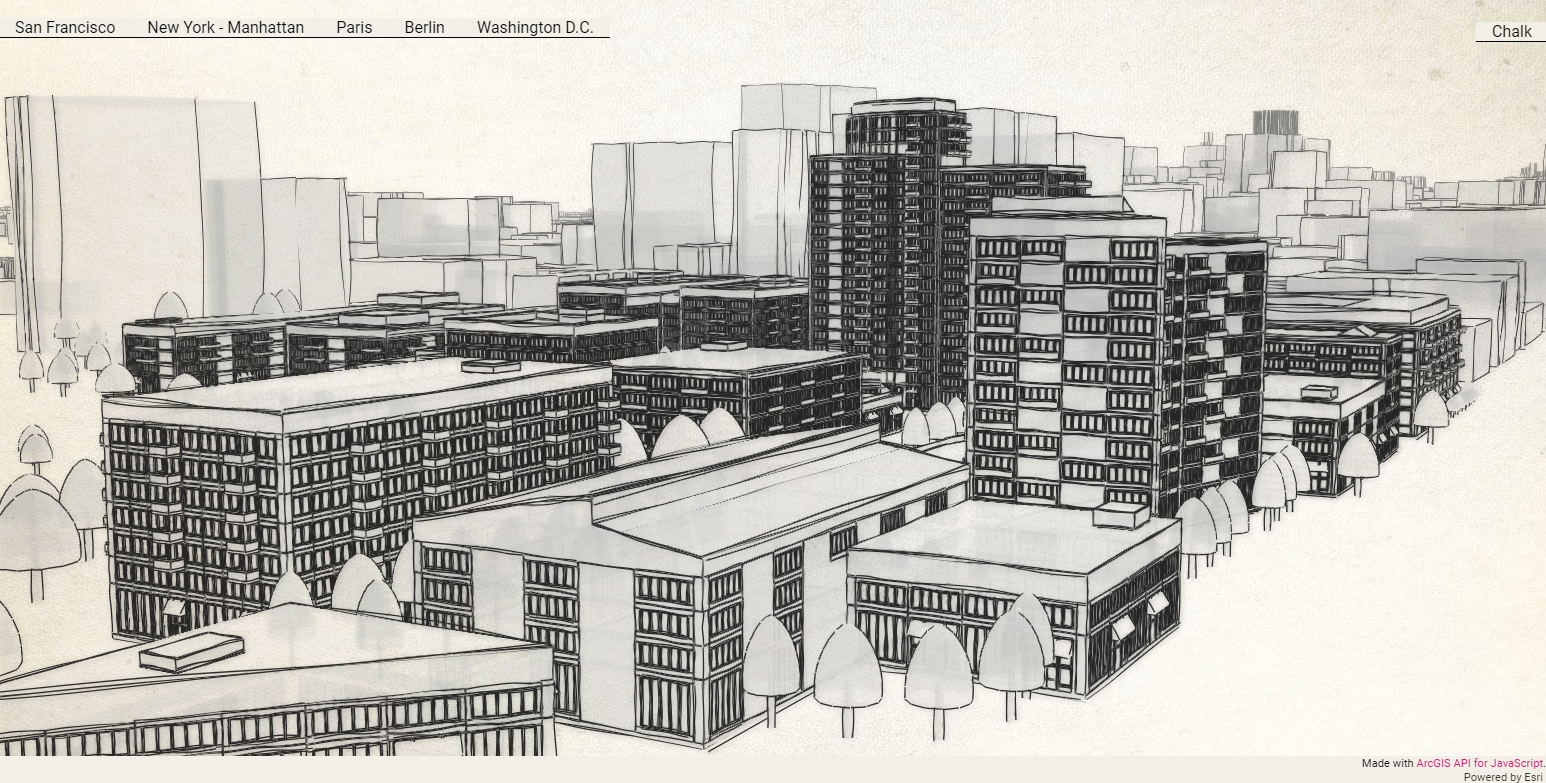 San Francisco New York - Manhattan Paris Berlin Washington D.C.
Chalk
Made with ArcGIS API for JavaScript.
Powered by Esri